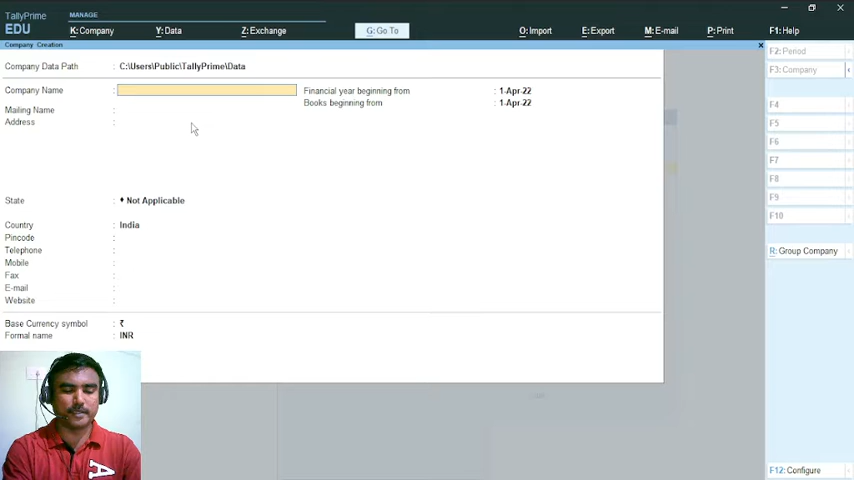 TallyPrime
EDU
MANAGE
K: Company
Y: Data
Z: Exchange
G: Go To
O: Import
E: Export
M: E-mail
P: Print
F1: Help
Company Creation
Company Data Path : C:\Users\Public\TallyPrime\Data
Company Name :
Financial year beginning from : 1-Apr-22
Books beginning from : 1-Apr-22
Mailing Name :
Address :
State : ♦ Not Applicable
Country : India
Pincode :
Telephone :
Mobile :
Fax :
E-mail :
Website :
Base Currency symbol : ₹
Formal name : INR
F2: Period
F3: Company
F4
F5
F6
F7
F8
F9
F10
R: Group Company
F12: Configure
A